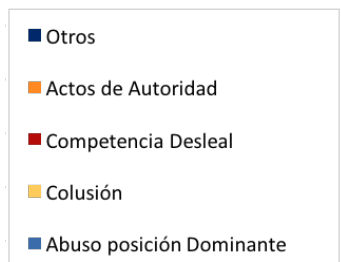 Otros
Actos de Autoridad
Competencia Desleal
Colusión
Abuso posición Dominante